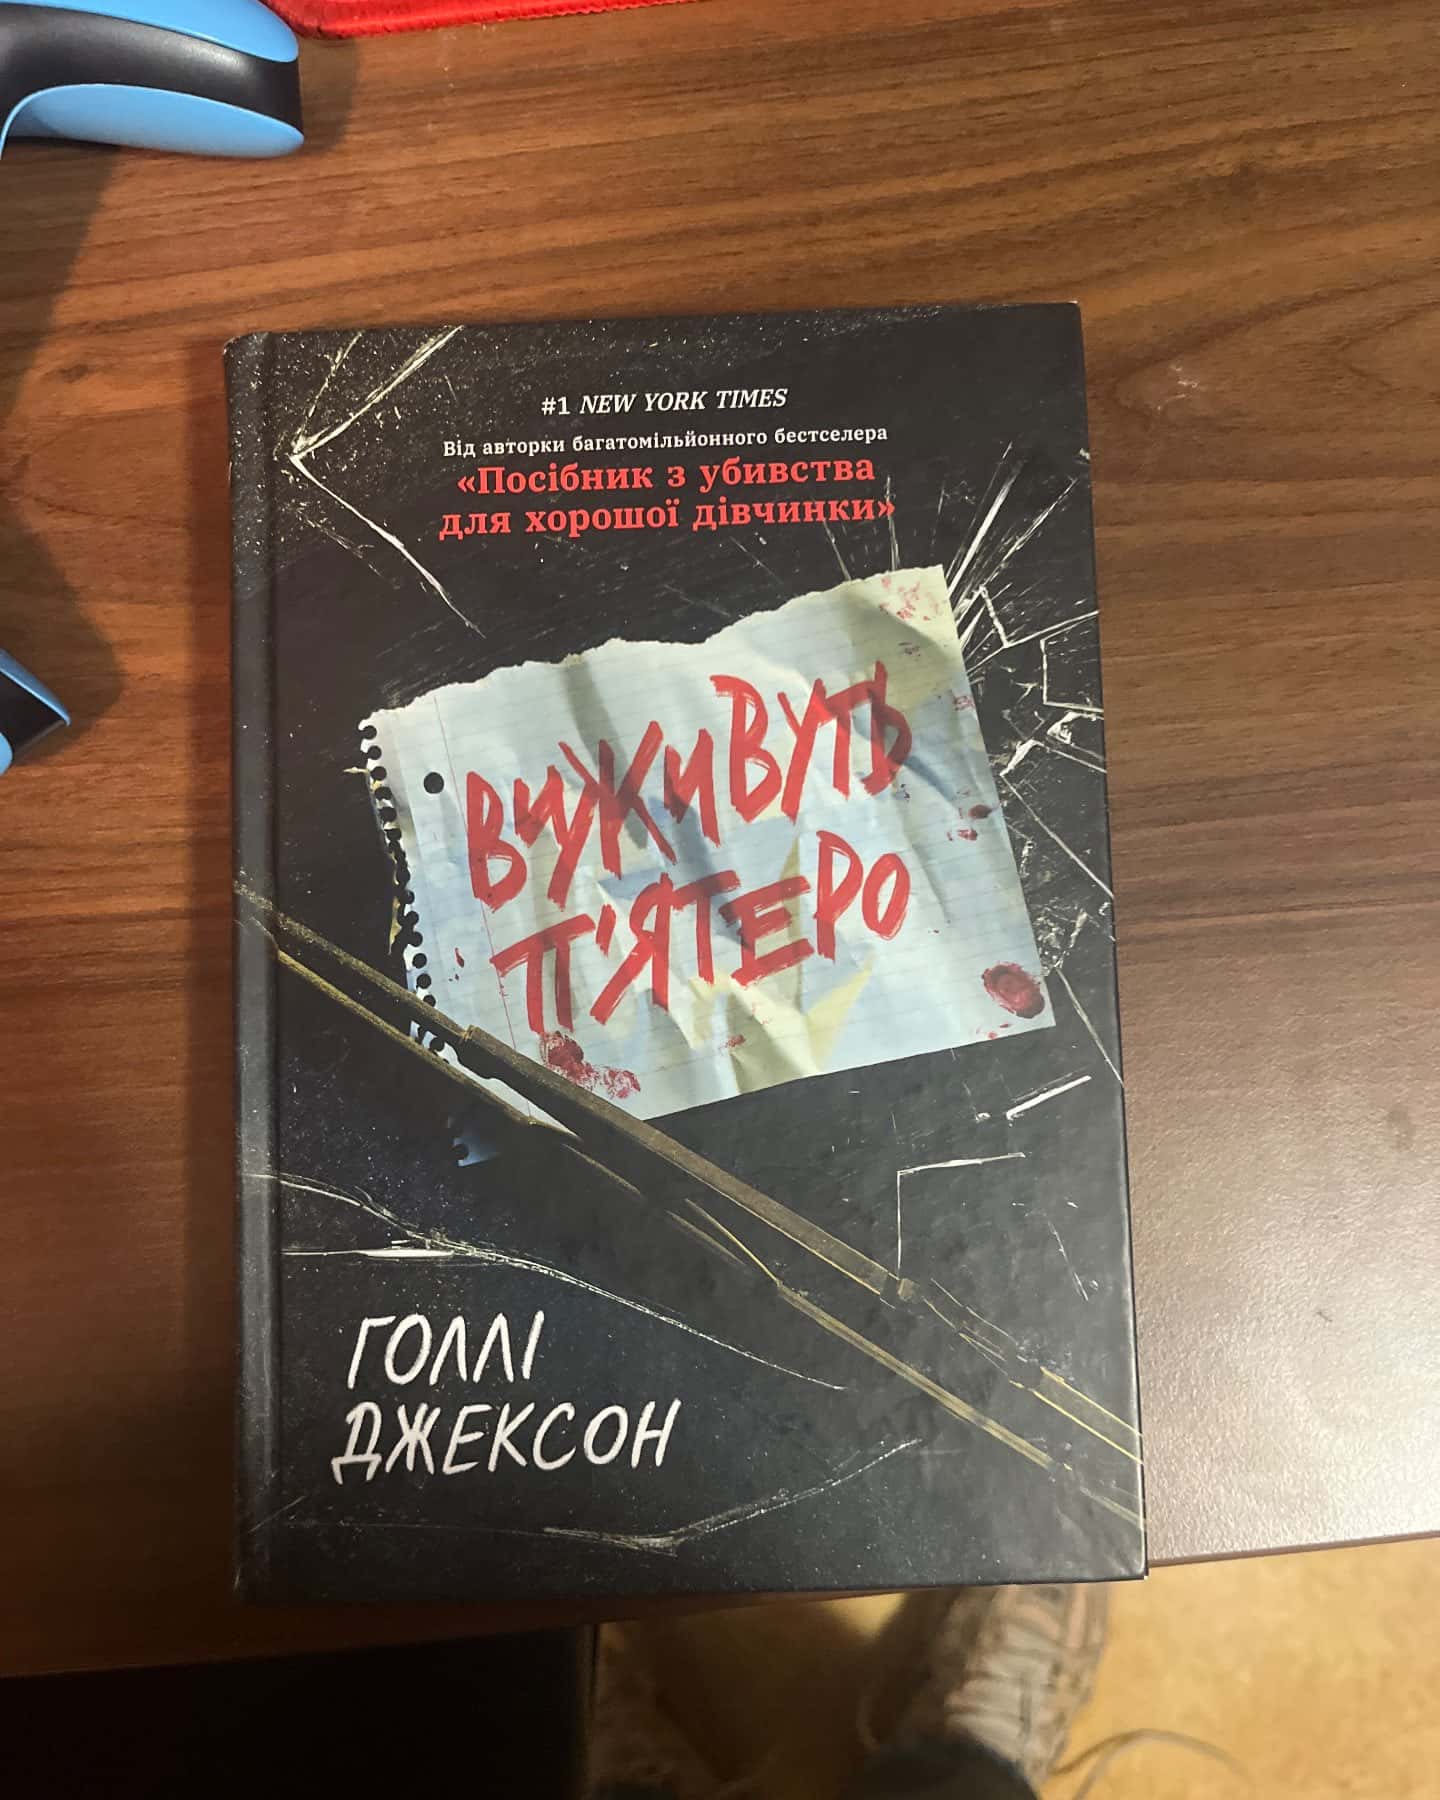 #1 NEW YORK TIMES
Від авторки багатомільйонного бестселера
«Посібник з убивства
для хорошої дівчинки»
ВИЖИВУТЬ
П'ЯТЕРО
ГОЛЛІ
ДЖЕКСОН